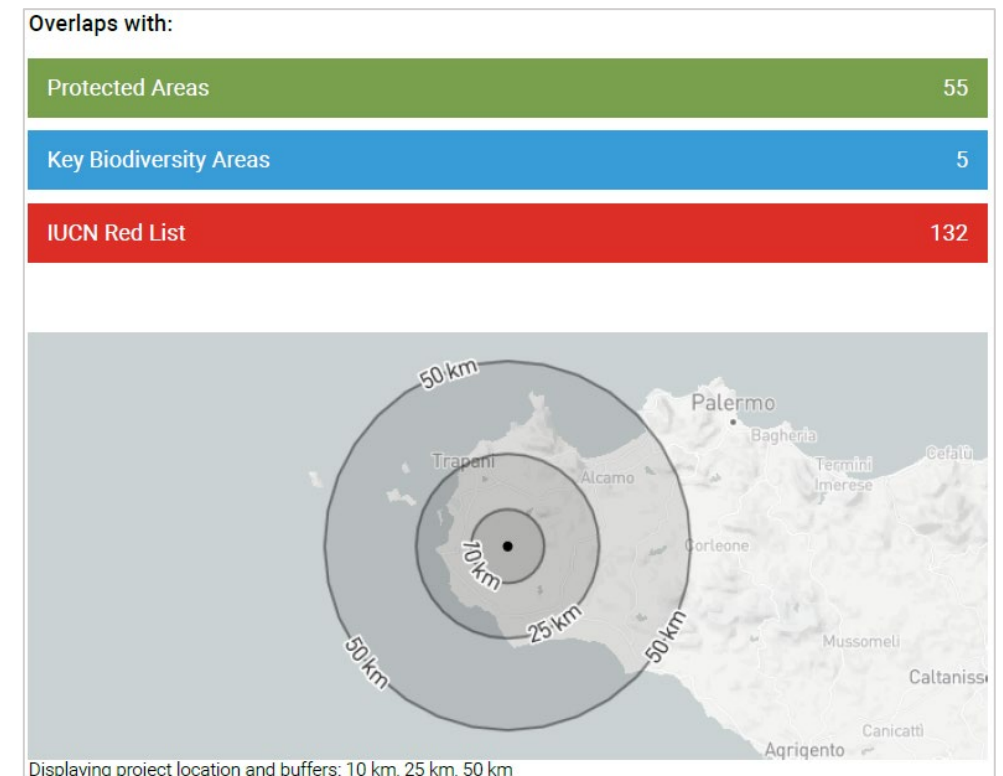 Overlaps with:
Protected Areas 55
Key Biodiversity Areas 5
IUCN Red List 132
50 km
Palermo
Bagheria
Trapani
Alcamo
Termini
Imerese
Cefalù
10 km
Corleone
25 km
50 km
50 km
Mussomeli
Caltaniss
Canicattì
Agrigento
Displaying project location and buffers: 10 km, 25 km, 50 km